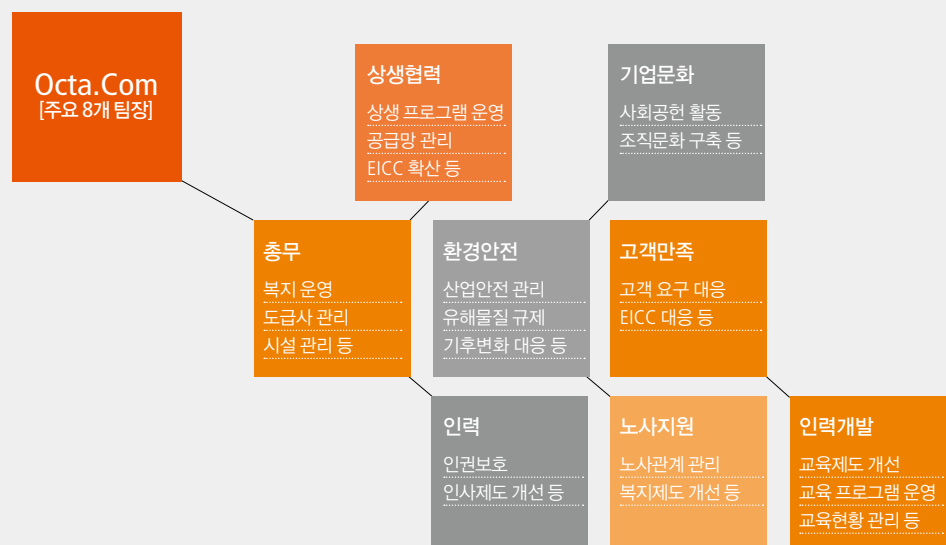 Octa.Com
[주요 8개 팀장]
상생협력
상생 프로그램 운영
공급망 관리
EICC 확산 등
기업문화
사회공헌 활동
조직문화 구축 등
총무
복지 운영
도급사 관리
시설 관리 등
환경안전
산업안전 관리
유해물질 규제
기후변화 대응 등
고객만족
고객 요구 대응
EICC 대응 등
인력
인권보호
인사제도 개선 등
노사지원
노사관계 관리
복지제도 개선 등
인력개발
교육제도 개선
교육 프로그램 운영
교육현황 관리 등